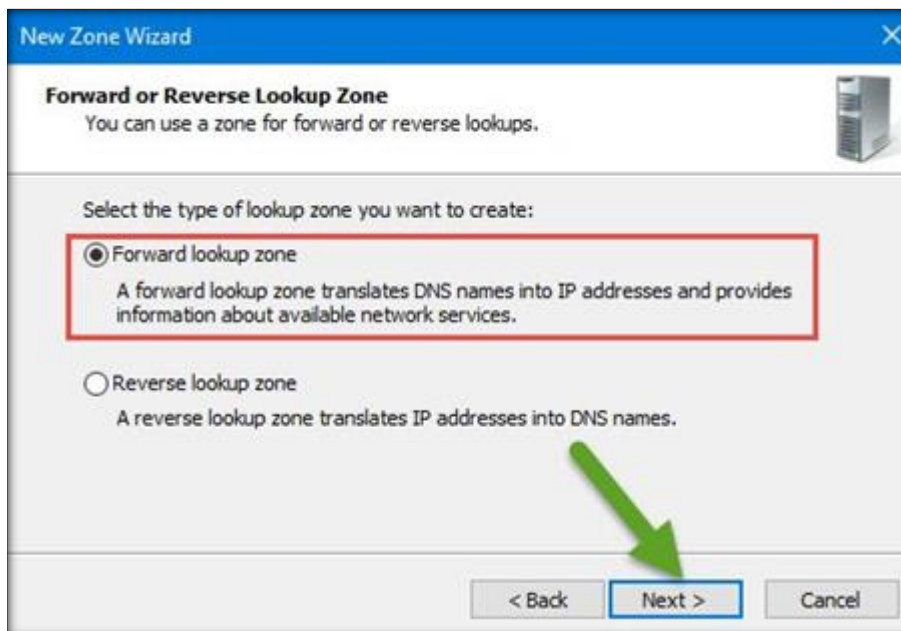 New Zone Wizard
Forward or Reverse Lookup Zone
You can use a zone for forward or reverse lookups.
Select the type of lookup zone you want to create:
Forward lookup zone
A forward lookup zone translates DNS names into IP addresses and provides
information about available network services.
Reverse lookup zone
A reverse lookup zone translates IP addresses into DNS names.
< Back Next > Cancel